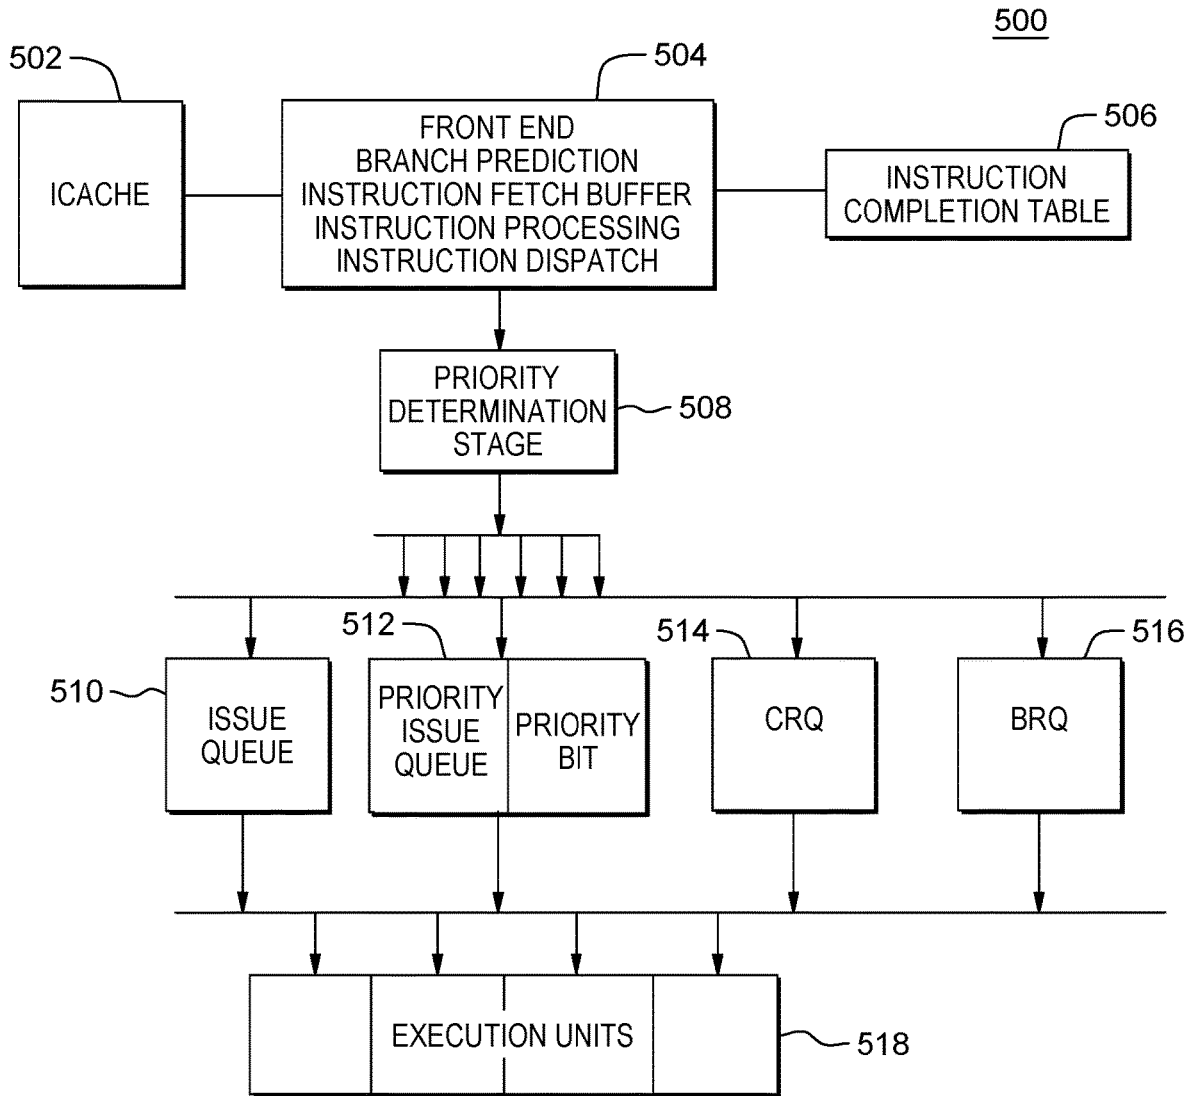 500
502
504
506
ICACHE
FRONT END
BRANCH PREDICTION
INSTRUCTION FETCH BUFFER
INSTRUCTION PROCESSING
INSTRUCTION DISPATCH
INSTRUCTION
COMPLETION TABLE
PRIORITY
DETERMINATION
STAGE
508
510
512
514
516
ISSUE
QUEUE
PRIORITY
ISSUE
QUEUE
PRIORITY
BIT
CRQ
BRQ
EXECUTION UNITS
518